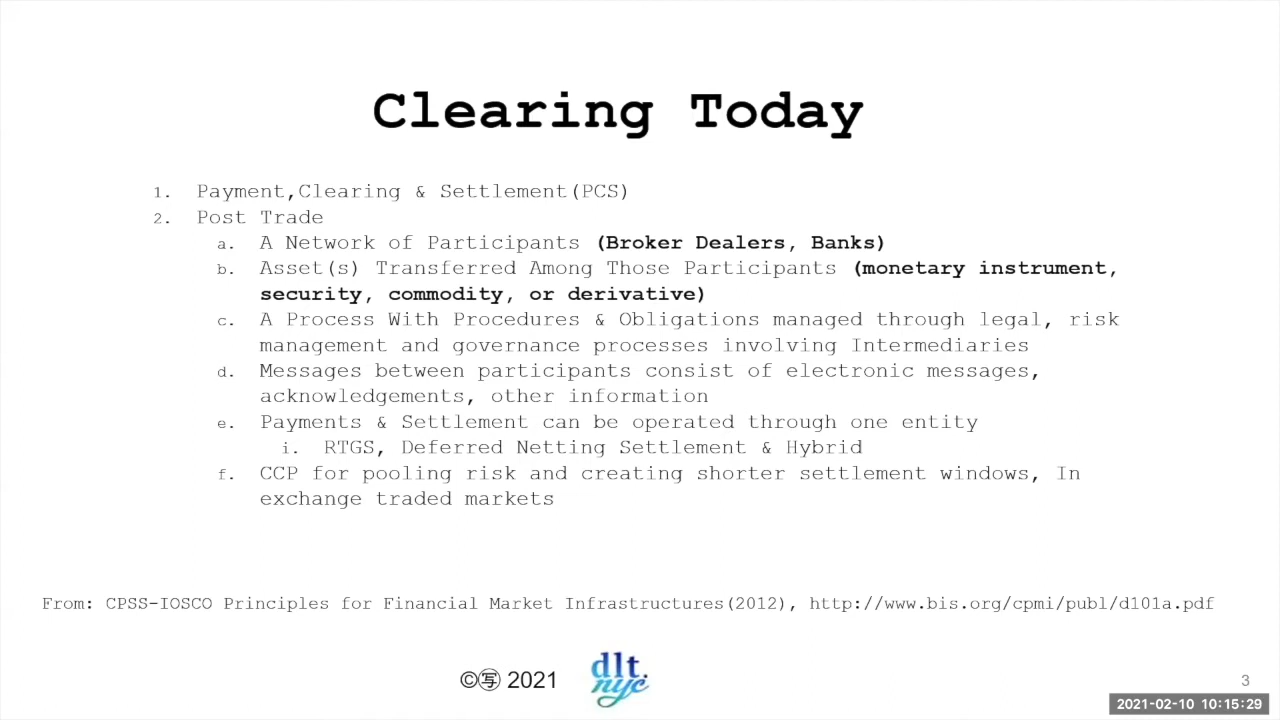 Clearing Today
1. Payment,Clearing & Settlement(PCS)
2. Post Trade
a. A Network of Participants (Broker Dealers, Banks)
b. Asset(s) Transferred Among Those Participants (monetary instrument,
security, commodity, or derivative)
c. A Process With Procedures & Obligations managed through legal, risk
management and governance processes involving Intermediaries
d. Messages between participants consist of electronic messages,
acknowledgements, other information
e. Payments & Settlement can be operated through one entity
i. RTGS, Deferred Netting Settlement & Hybrid
f. CCP for pooling risk and creating shorter settlement windows, In
exchange traded markets
From: CPSS-IOSCO Principles for Financial Market Infrastructures(2012), http://www.bis.org/cpmi/publ/d101a.pdf
©㊢ 2021
dlt.
nyc
3
2021-02-10 10:15:29